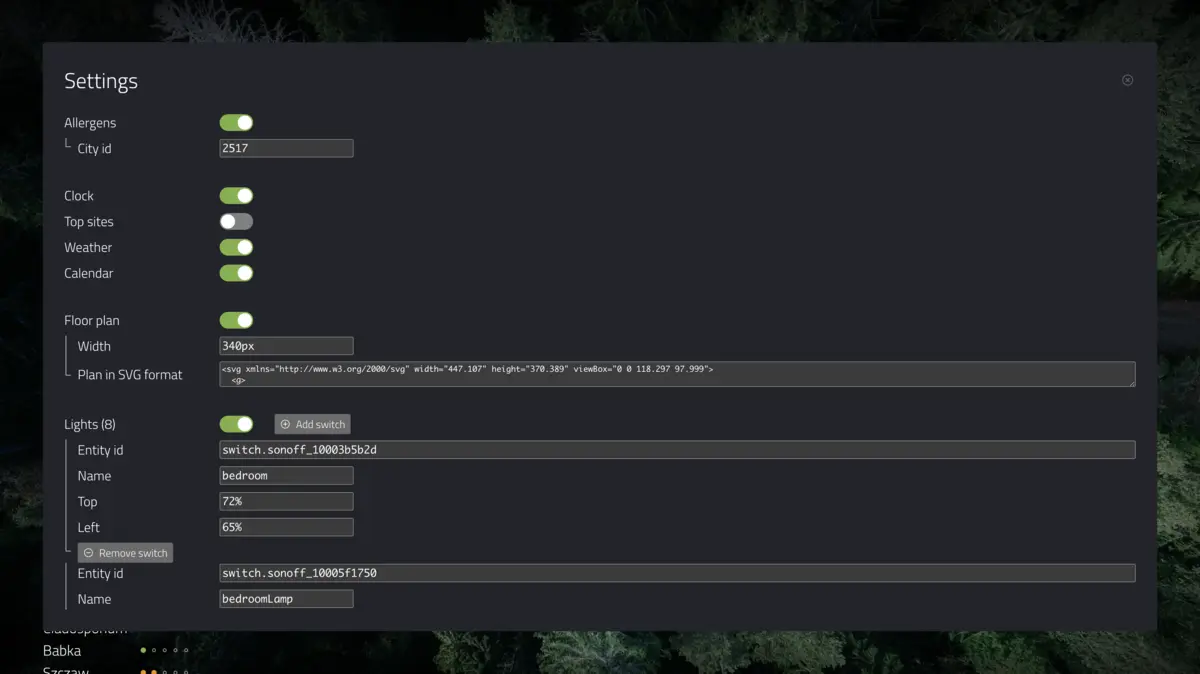 Settings
Allergens
City id 2517
Clock
Top sites
Weather
Calendar
Floor plan
Width 340px
Plan in SVG format <svg xmlns="http://www.w3.org/2000/svg" width="447.107" height="370.389" viewBox="0 0 118.297 97.999">
<g>
Lights (8) Add switch
Entity id switch.sonoff_10003b5b2d
Name bedroom
Top 72%
Left 65%
Remove switch
Entity id switch.sonoff_10005f1750
Name bedroomLamp
Cladosporium
Babka
Szczaw